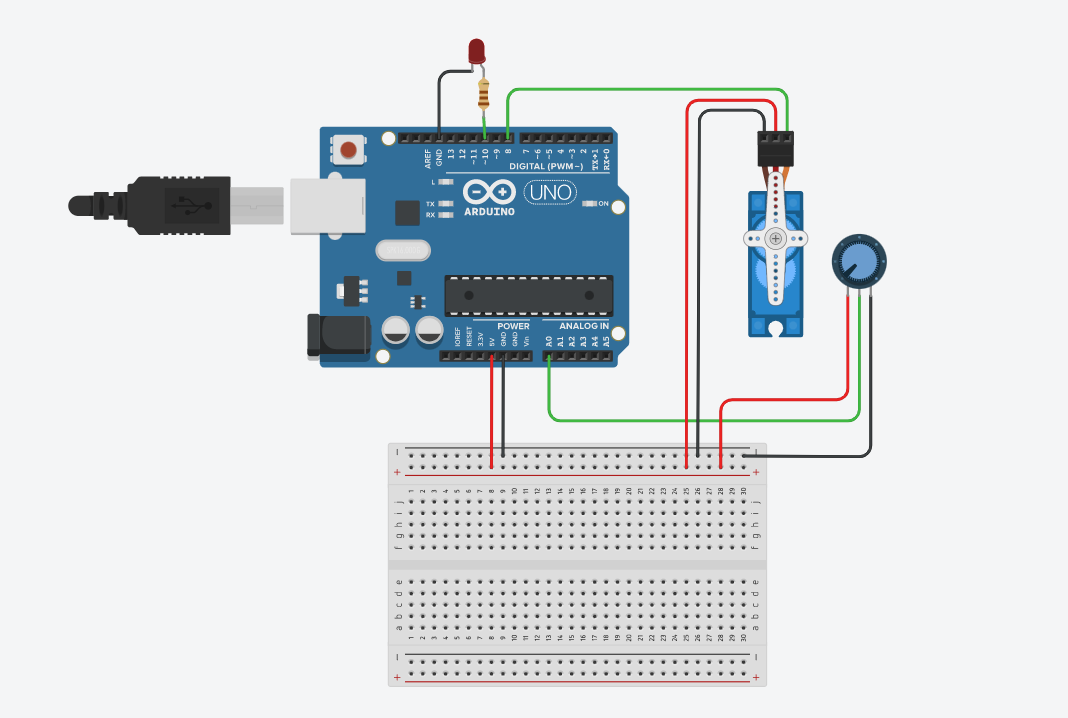 AREF
GND
13
12
~11
~10
~9
8
7
~6
~5
4
~3
2
TX→1
RX←0
DIGITAL (PWM~)
L
TX
RX
ARDUINO
UNO
ON
POWER
ANALOG IN
IOREF
RESET
3.3V
5V
GND
GND
Vin
A0
A1
A2
A3
A4
A5
− −
+ +
1 2 3 4 5 6 7 8 9 10 11 12 13 14 15 16 17 18 19 20 21 22 23 24 25 26 27 28 29 30
j j
i i
h h
g g
f f
e e
d d
c c
b b
a a
1 2 3 4 5 6 7 8 9 10 11 12 13 14 15 16 17 18 19 20 21 22 23 24 25 26 27 28 29 30
− −
+ +